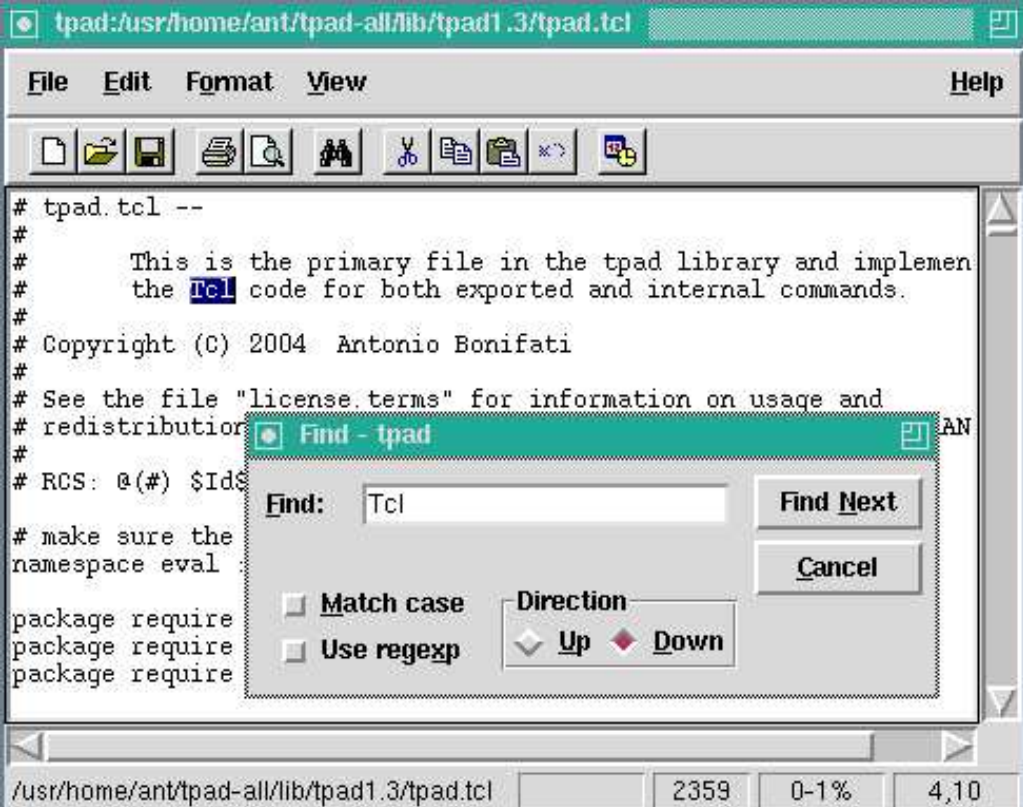 tpad:/usr/home/ant/tpad-all/lib/tpad1.3/tpad.tcl
File Edit Format View Help
# tpad.tcl --
#
# This is the primary file in the tpad library and implemen
# the Tcl code for both exported and internal commands.
#
# Copyright (C) 2004 Antonio Bonifati
#
# See the file "license.terms" for information on usage and
# redistribution AN
#
# RCS: @(#) $Id$
# make sure the
namespace eval :
package require
package require
package require
Find - tpad
Find: Tcl
Find Next
Cancel
Match case
Use regexp
Direction
Up Down
/usr/home/ant/tpad-all/lib/tpad1.3/tpad.tcl 2359 0-1% 4,10